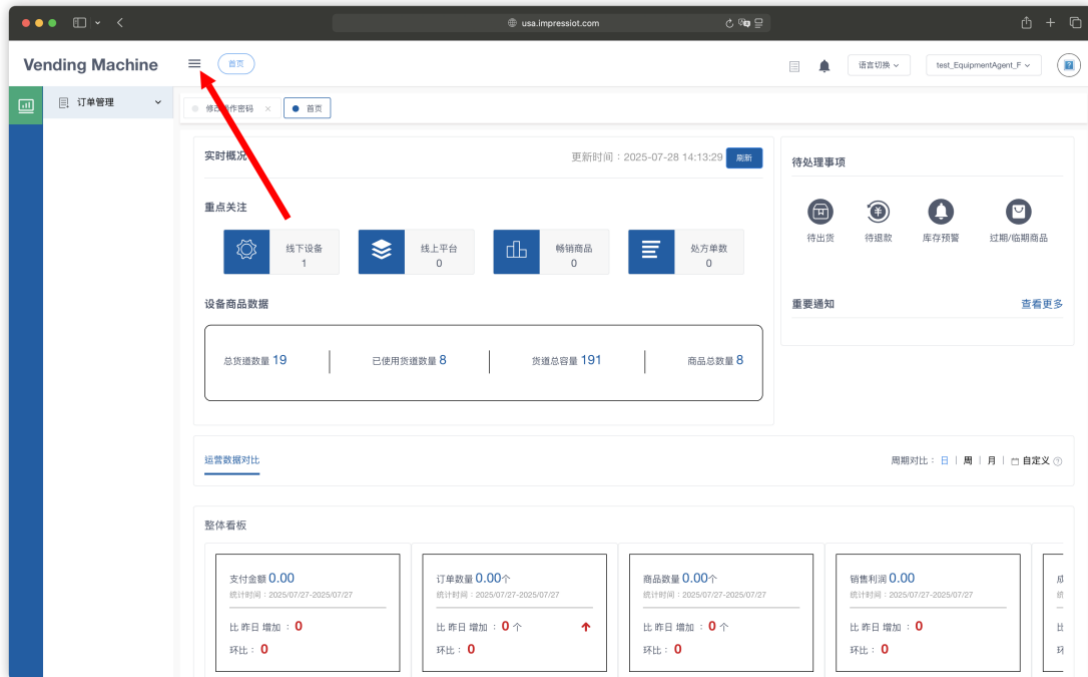 usa.impressiot.com
Vending Machine
首页
语言切换
test_EquipmentAgent_F
订单管理
修改操作密码 ×
首页
实时概况
更新时间：2025-07-28 14:13:29
刷新
待处理事项
重点关注
线下设备
1
线上平台
0
畅销商品
0
处方单数
0
待出货
待退款
库存预警
过期/临期商品
设备商品数据
重要通知
查看更多
总货道数量 19
已使用货道数量 8
货道总容量 191
商品总数量 8
运营数据对比
周期对比： 日 | 周 | 月 | 自定义
整体看板
支付金额 0.00
统计时间：2025/07/27-2025/07/27
比 昨日 增加 ： 0
环比： 0
订单数量 0.00个
统计时间：2025/07/27-2025/07/27
比 昨日 增加 ： 0 个
环比： 0
商品数量 0.00个
统计时间：2025/07/27-2025/07/27
比 昨日 增加 ： 0 个
环比： 0
销售利润 0.00
统计时间：2025/07/27-2025/07/27
比 昨日 增加 ： 0
环比： 0